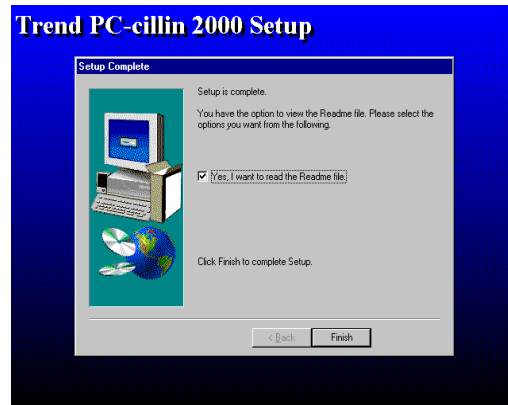 Trend PC-cillin 2000 Setup
Setup Complete
Setup is complete.
You have the option to view the Readme file. Please select the
options you want from the following.
Yes, I want to read the Readme file.
Click Finish to complete Setup.
< Back
Finish